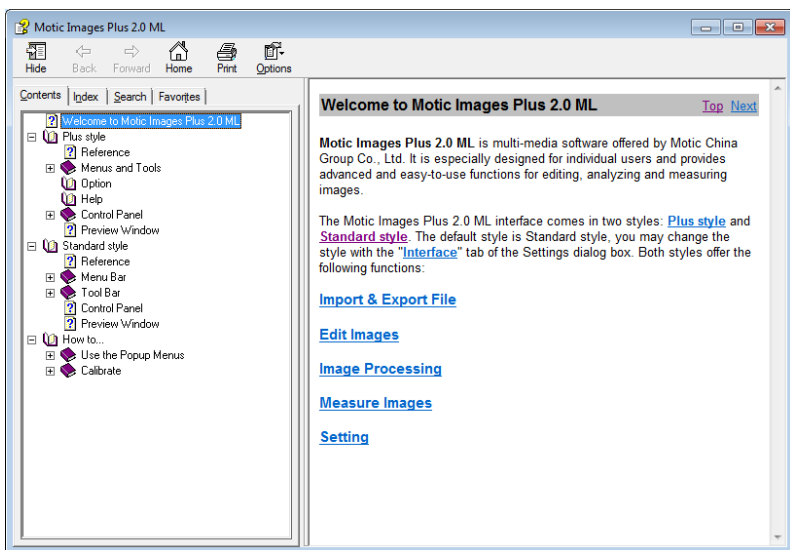 Motic Images Plus 2.0 ML
Hide Back Forward Home Print Options
Contents Index Search Favorites
Welcome to Motic Images Plus 2.0 ML
Plus style
Reference
Menus and Tools
Option
Help
Control Panel
Preview Window
Standard style
Reference
Menu Bar
Tool Bar
Control Panel
Preview Window
How to...
Use the Popup Menus
Calibrate
Welcome to Motic Images Plus 2.0 ML Top Next
Motic Images Plus 2.0 ML is multi-media software offered by Motic China
Group Co., Ltd. It is especially designed for individual users and provides
advanced and easy-to-use functions for editing, analyzing and measuring
images.
The Motic Images Plus 2.0 ML interface comes in two styles: Plus style and
Standard style. The default style is Standard style, you may change the
style with the "Interface" tab of the Settings dialog box. Both styles offer the
following functions:
Import & Export File
Edit Images
Image Processing
Measure Images
Setting